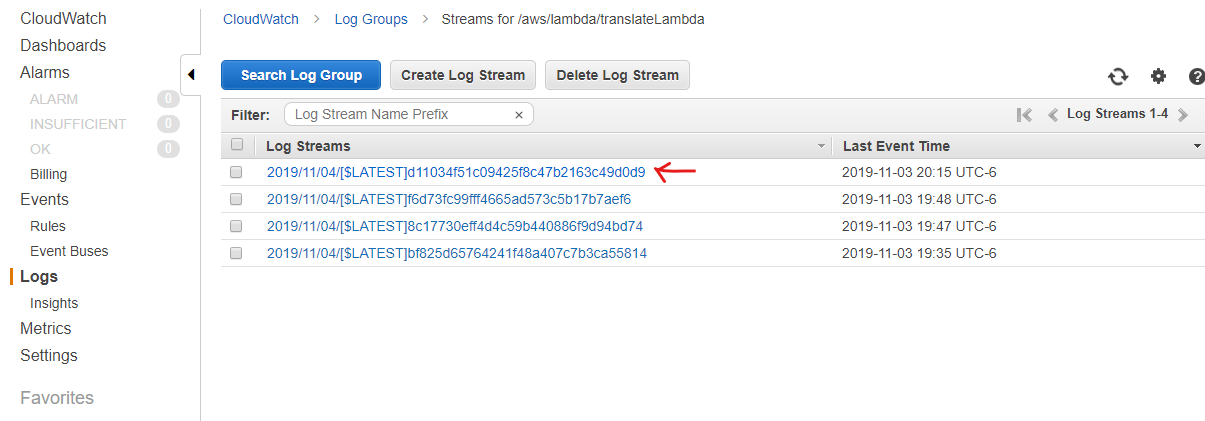 CloudWatch
Dashboards
Alarms
ALARM 0
INSUFFICIENT 0
OK 0
Billing
Events
Rules
Event Buses
Logs
Insights
Metrics
Settings
Favorites
CloudWatch > Log Groups > Streams for /aws/lambda/translateLambda
Search Log Group Create Log Stream Delete Log Stream
Filter: Log Stream Name Prefix × Log Streams 1-4
Log Streams Last Event Time
2019/11/04/[$LATEST]d11034f51c09425f8c47b2163c49d0d9 2019-11-03 20:15 UTC-6
2019/11/04/[$LATEST]f6d73fc99fff4665ad573c5b17b7aef6 2019-11-03 19:48 UTC-6
2019/11/04/[$LATEST]8c17730eff4d4c59b440886f9d94bd74 2019-11-03 19:47 UTC-6
2019/11/04/[$LATEST]bf825d65764241f48a407c7b3ca55814 2019-11-03 19:35 UTC-6